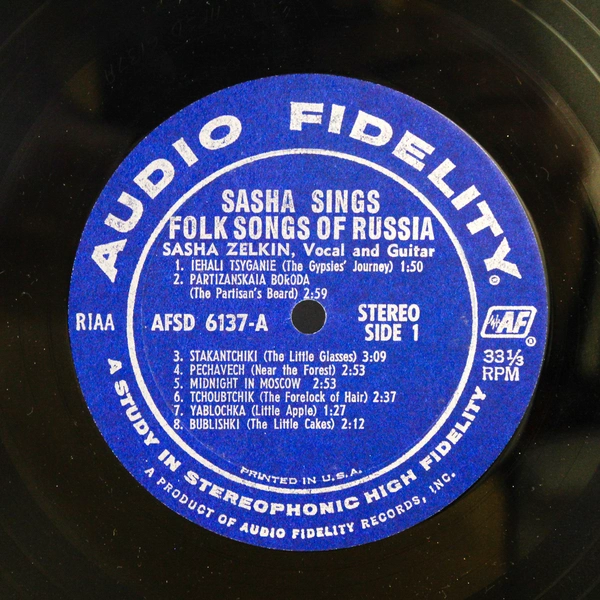 AUDIO FIDELITY
SASHA SINGS
FOLK SONGS OF RUSSIA
SASHA ZELKIN, Vocal and Guitar
1. IEHALI TSYGANIE (The Gypsies' Journey) 1:50
2. PARTIZANSKAIA BORODA
(The Partisan's Beard) 2:59
RIAA
AFSD 6137-A
STEREO
SIDE 1
AF
®
33 1/3
RPM
3. STAKANTCHIKI (The Little Glasses) 3:09
4. PECHAVECH (Near the Forest) 2:53
5. MIDNIGHT IN MOSCOW 2:53
6. TCHOUBTCHIK (The Forelock of Hair) 2:37
7. YABLOCHKA (Little Apple) 1:27
8. BUBLISHKI (The Little Cakes) 2:12
PRINTED IN U.S.A.
A STUDY IN STEREOPHONIC HIGH FIDELITY
A PRODUCT OF AUDIO FIDELITY RECORDS, INC.